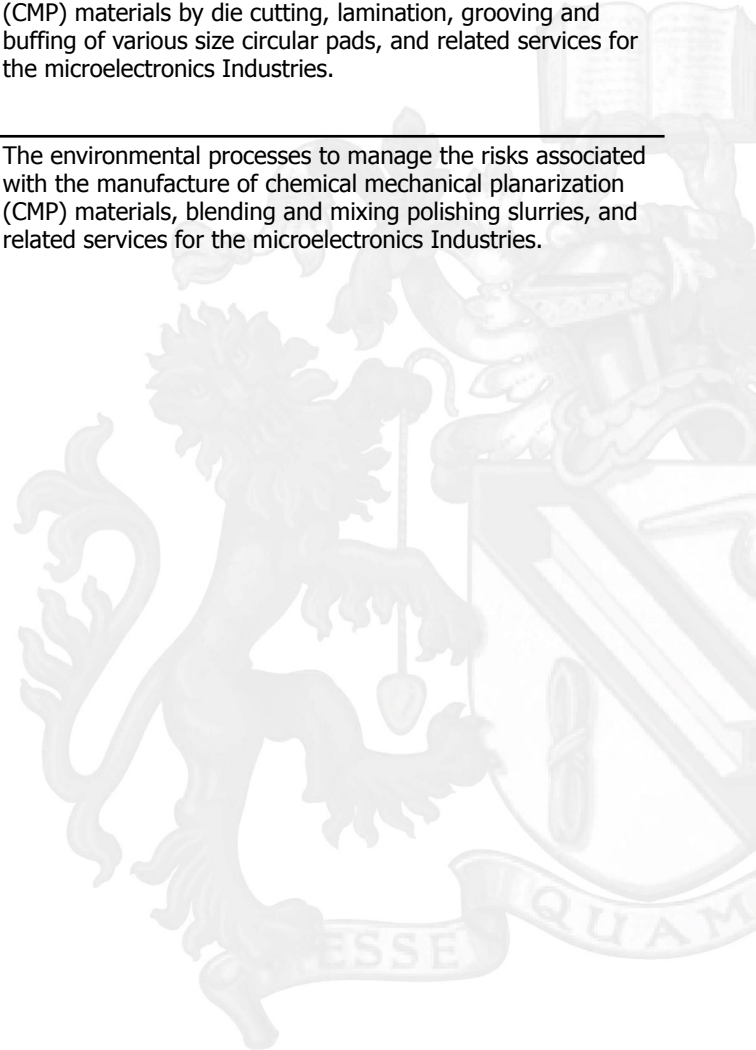 (CMP) materials by die cutting, lamination, grooving and
buffing of various size circular pads, and related services for
the microelectronics Industries.
The environmental processes to manage the risks associated
with the manufacture of chemical mechanical planarization
(CMP) materials, blending and mixing polishing slurries, and
related services for the microelectronics Industries.
ESSE
QUAM